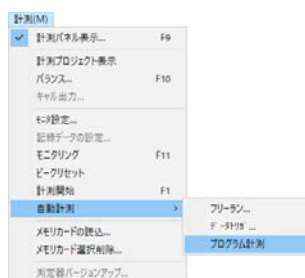 計測(M)
計測パネル表示... F9
計測プロジェクト表示
バランス... F10
キャル出力...
モニタ設定...
記録データの設定...
モニタリング F11
ピークリセット
計測開始 F1
自動計測
フリーラン...
データトリガ...
プログラム計測
メモリカードの読込...
メモリカード選択削除...
測定器バージョンアップ...